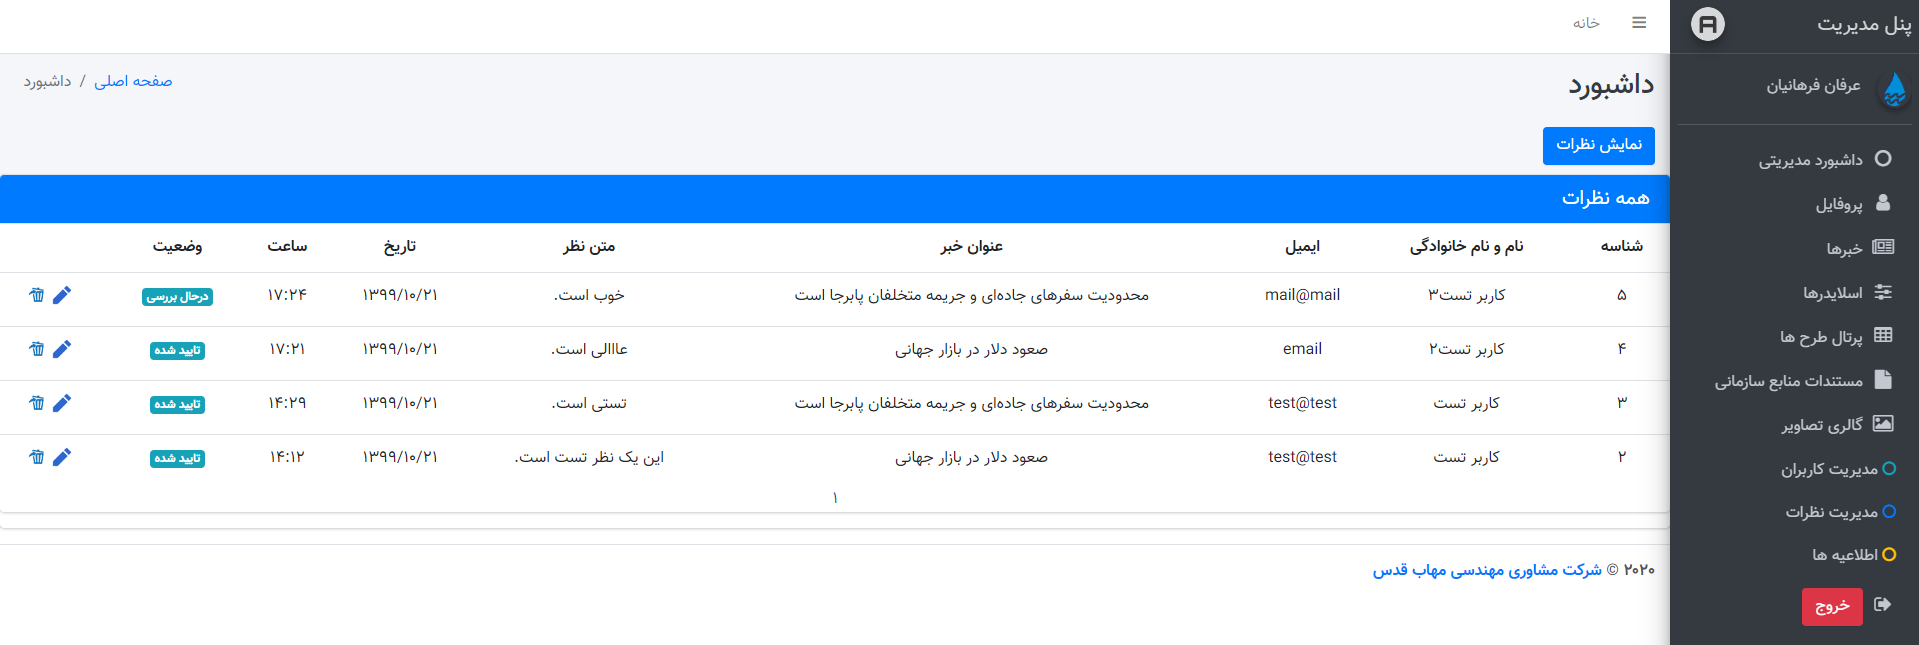 پنل مدیریت
عرفان فرهانیان
داشبورد مدیریتی
پروفایل
خبرها
اسلایدرها
پرتال طرح ها
مستندات منابع سازمانی
گالری تصاویر
مدیریت کاربران
مدیریت نظرات
اطلاعیه ها
خروج
خانه
داشبورد
صفحه اصلی / داشبورد
نمایش نظرات
همه نظرات
شناسه نام و نام خانوادگی ایمیل عنوان خبر متن نظر تاریخ ساعت وضعیت
۵ کاربر تست۳ mail@mail محدودیت سفرهای جاده‌ای و جریمه متخلفان پابرجا است خوب است. ۱۳۹۹/۱۰/۲۱ ۱۷:۲۴ درحال بررسی
۴ کاربر تست۲ email صعود دلار در بازار جهانی عااالی است. ۱۳۹۹/۱۰/۲۱ ۱۷:۲۱ تایید شده
۳ کاربر تست test@test محدودیت سفرهای جاده‌ای و جریمه متخلفان پابرجا است تستی است. ۱۳۹۹/۱۰/۲۱ ۱۴:۲۹ تایید شده
۲ کاربر تست test@test صعود دلار در بازار جهانی این یک نظر تست است. ۱۳۹۹/۱۰/۲۱ ۱۴:۱۲ تایید شده
۱
۲۰۲۰ © شرکت مشاوری مهندسی مهاب قدس